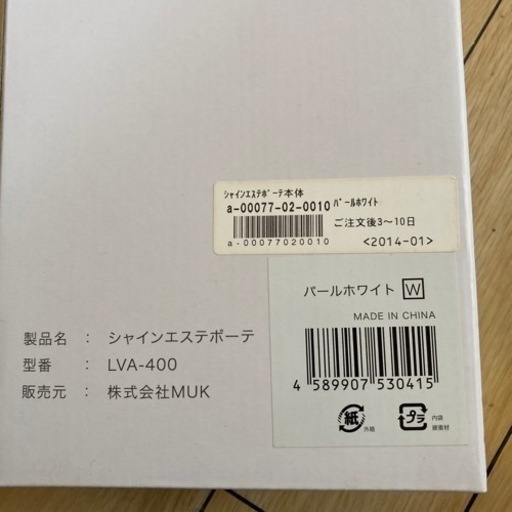 シャインエステポーテ本体
a-00077-02-0010 パールホワイト
ご注文後3〜10日
a-00077020010
<2014-01>
パールホワイト W
MADE IN CHINA
4 589907 530415
紙
外箱
プラ
内袋
緩衝材
製品名 : シャインエステポーテ
型番 : LVA-400
販売元 : 株式会社MUK